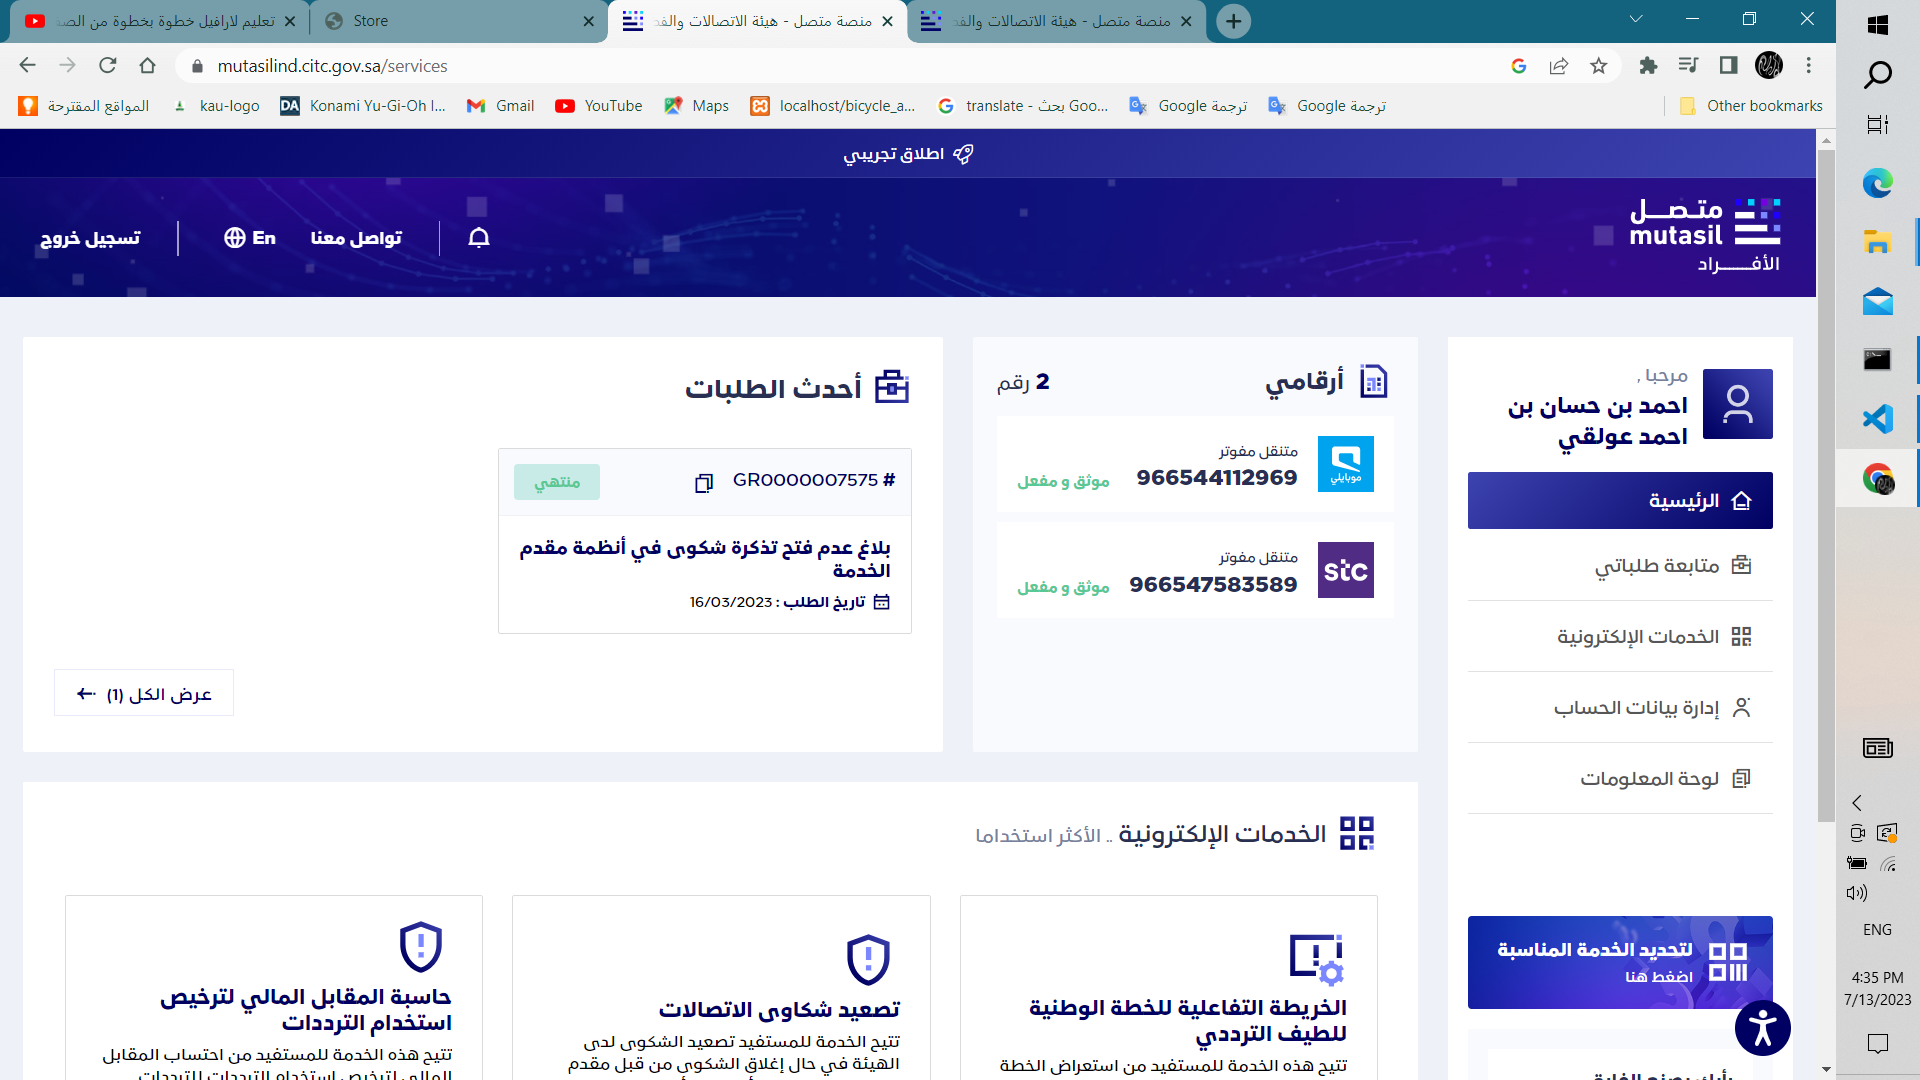 تعليم لارافيل خطوة بخطوة من الصف
Store
منصة متصل - هيئة الاتصالات والفض
منصة متصل - هيئة الاتصالات والفض
mutasilind.citc.gov.sa/services
المواقع المقترحة
kau-logo
Konami Yu-Gi-Oh I...
Gmail
YouTube
Maps
localhost/bicycle_a...
translate - بحث Goo...
ترجمة Google
ترجمة Google
Other bookmarks
اطلاق تجريبي
متصل
mutasil
الأفراد
تواصل معنا
En
تسجيل خروج
مرحبا ,
احمد بن حسان بن
احمد عولقي
الرئيسية
متابعة طلباتي
الخدمات الإلكترونية
إدارة بيانات الحساب
لوحة المعلومات
لتحديد الخدمة المناسبة
اضغط هنا
أرقامي
2 رقم
موبايلي
متنقل مفوتر
966544112969
موثق و مفعل
stc
متنقل مفوتر
966547583589
موثق و مفعل
أحدث الطلبات
# GR0000007575
منتهي
بلاغ عدم فتح تذكرة شكوى في أنظمة مقدم
الخدمة
تاريخ الطلب : 16/03/2023
عرض الكل (1)
الخدمات الإلكترونية .. الأكثر استخداما
الخريطة التفاعلية للخطة الوطنية
للطيف الترددي
تتيح هذه الخدمة للمستفيد من استعراض الخطة
تصعيد شكاوى الاتصالات
تتيح الخدمة للمستفيد تصعيد الشكوى لدى
الهيئة في حال إغلاق الشكوى من قبل مقدم
حاسبة المقابل المالي لترخيص
استخدام الترددات
تتيح هذه الخدمة للمستفيد من احتساب المقابل
المالي لترخيص استخدام الترددات للترددات
ENG
4:35 PM
7/13/2023